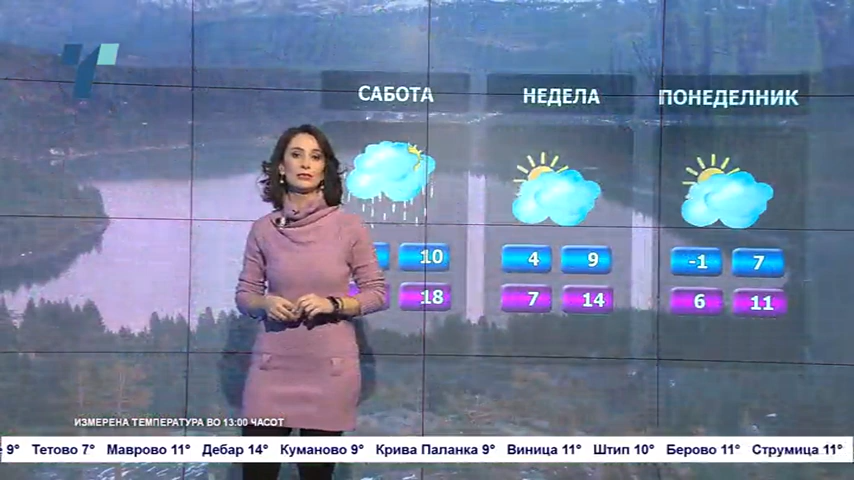 САБОТА НЕДЕЛА ПОНЕДЕЛНИК
10 4 9 -1 7
18 7 14 6 11
ИЗМЕРЕНА ТЕМПЕРАТУРА ВО 13:00 ЧАСОТ
9° Тетово 7° Маврово 11° Дебар 14° Куманово 9° Крива Паланка 9° Виница 11° Штип 10° Берово 11° Струмица 11°